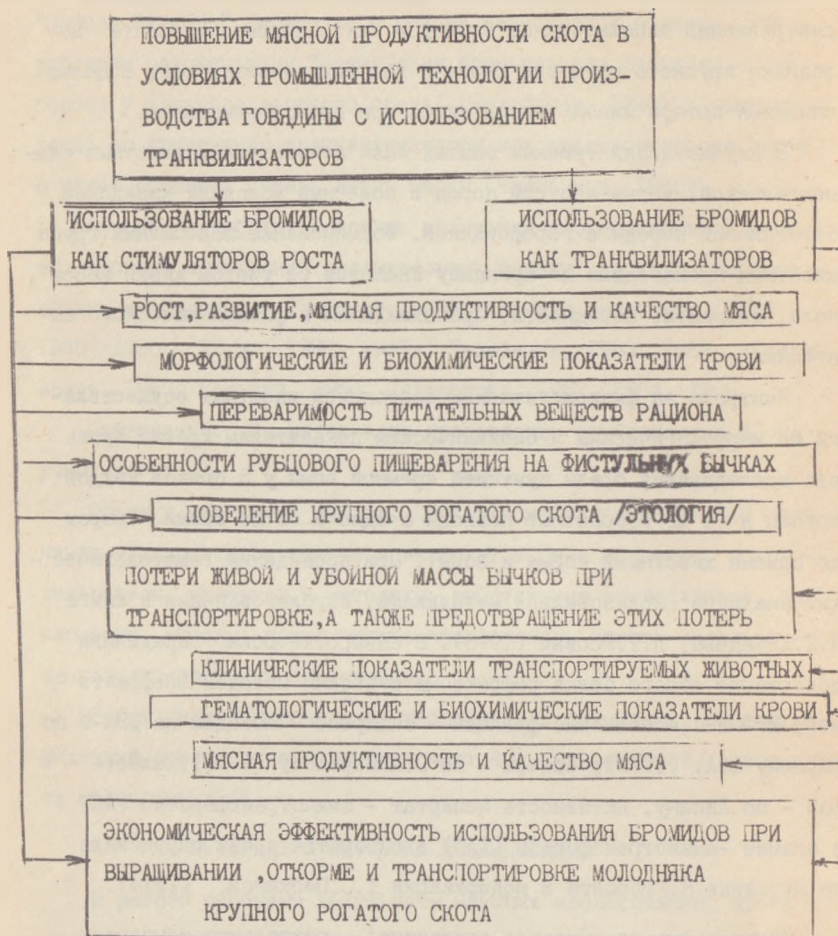 ПОВЫШЕНИЕ МЯСНОЙ ПРОДУКТИВНОСТИ СКОТА В
УСЛОВИЯХ ПРОМЫШЛЕННОЙ ТЕХНОЛОГИИ ПРОИЗ-
ВОДСТВА ГОВЯДИНЫ С ИСПОЛЬЗОВАНИЕМ
ТРАНКВИЛИЗАТОРОВ
ИСПОЛЬЗОВАНИЕ БРОМИДОВ
КАК СТИМУЛЯТОРОВ РОСТА
ИСПОЛЬЗОВАНИЕ БРОМИДОВ
КАК ТРАНКВИЛИЗАТОРОВ
РОСТ,РАЗВИТИЕ,МЯСНАЯ ПРОДУКТИВНОСТЬ И КАЧЕСТВО МЯСА
МОРФОЛОГИЧЕСКИЕ И БИОХИМИЧЕСКИЕ ПОКАЗАТЕЛИ КРОВИ
ПЕРЕВАРИМОСТЬ ПИТАТЕЛЬНЫХ ВЕЩЕСТВ РАЦИОНА
ОСОБЕННОСТИ РУБЦОВОГО ПИЩЕВАРЕНИЯ НА ФИСТУЛЬНЫХ БЫЧКАХ
ПОВЕДЕНИЕ КРУПНОГО РОГАТОГО СКОТА /ЭТОЛОГИЯ/
ПОТЕРИ ЖИВОЙ И УБОЙНОЙ МАССЫ БЫЧКОВ ПРИ
ТРАНСПОРТИРОВКЕ,А ТАКЖЕ ПРЕДОТВРАЩЕНИЕ ЭТИХ ПОТЕРЬ
КЛИНИЧЕСКИЕ ПОКАЗАТЕЛИ ТРАНСПОРТИРУЕМЫХ ЖИВОТНЫХ
ГЕМАТОЛОГИЧЕСКИЕ И БИОХИМИЧЕСКИЕ ПОКАЗАТЕЛИ КРОВИ
МЯСНАЯ ПРОДУКТИВНОСТЬ И КАЧЕСТВО МЯСА
ЭКОНОМИЧЕСКАЯ ЭФФЕКТИВНОСТЬ ИСПОЛЬЗОВАНИЯ БРОМИДОВ ПРИ
ВЫРАЩИВАНИИ ,ОТКОРМЕ И ТРАНСПОРТИРОВКЕ МОЛОДНЯКА
КРУПНОГО РОГАТОГО СКОТА